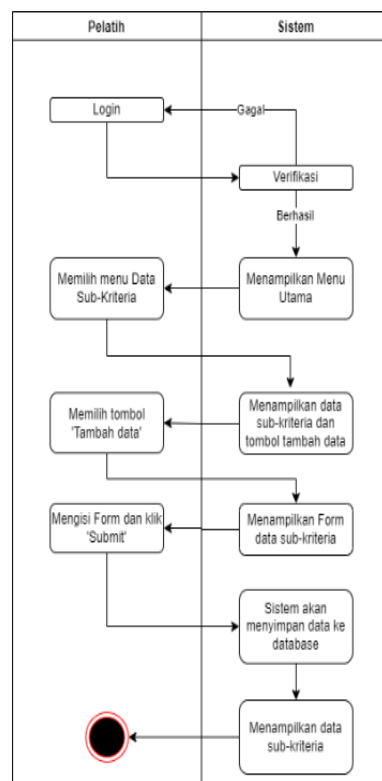 Pelatih
Sistem
Login
Gagal
Verifikasi
Berhasil
Menampilkan Menu
Utama
Memilih menu Data
Sub-Kriteria
Menampilkan data
sub-kriteria dan
tombol tambah data
Memilih tombol
'Tambah data'
Menampilkan Form
data sub-kriteria
Mengisi Form dan klik
'Submit'
Sistem akan
menyimpan data ke
database
Menampilkan data
sub-kriteria